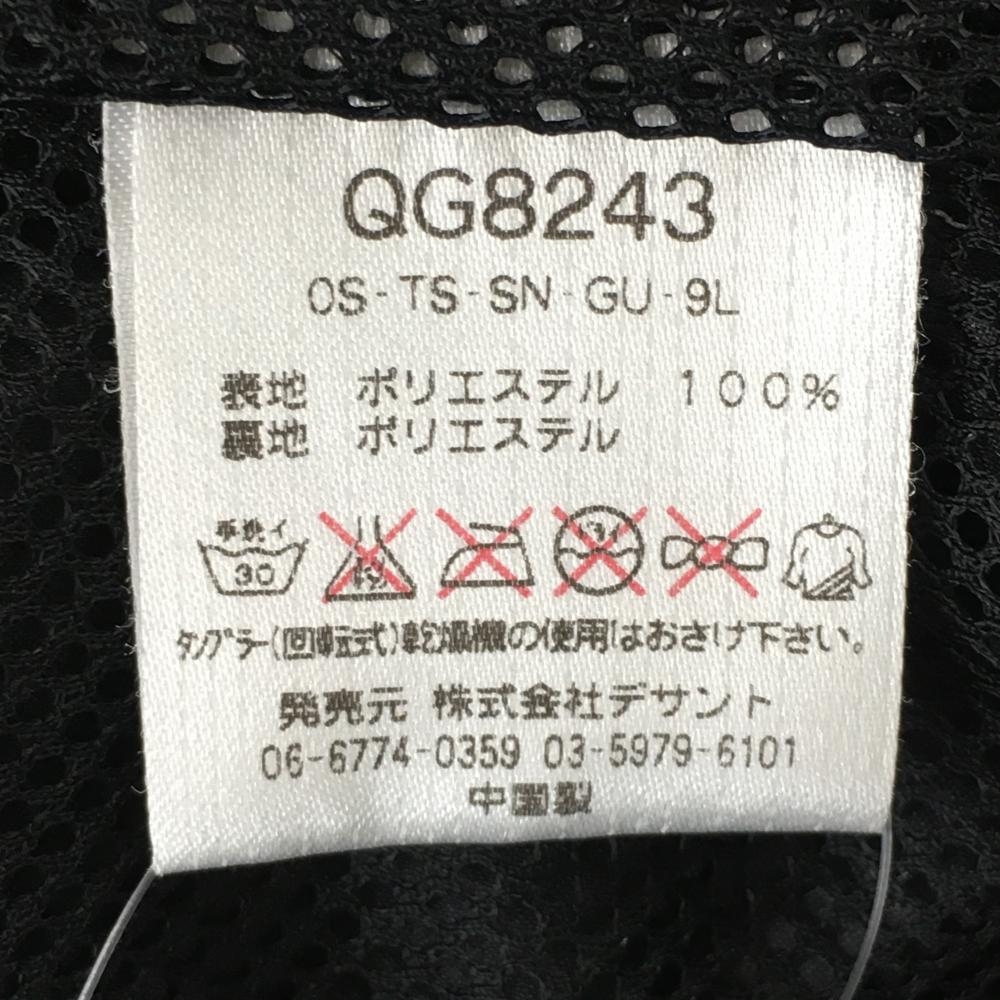 QG8243
OS-TS-SN-GU-9L
表地 ポリエステル 100%
裏地 ポリエステル
手洗イ
30
タンブラー(回転式)乾燥機の使用はおさけ下さい。
発売元 株式会社デサント
06-6774-0359 03-5979-6101
中国製